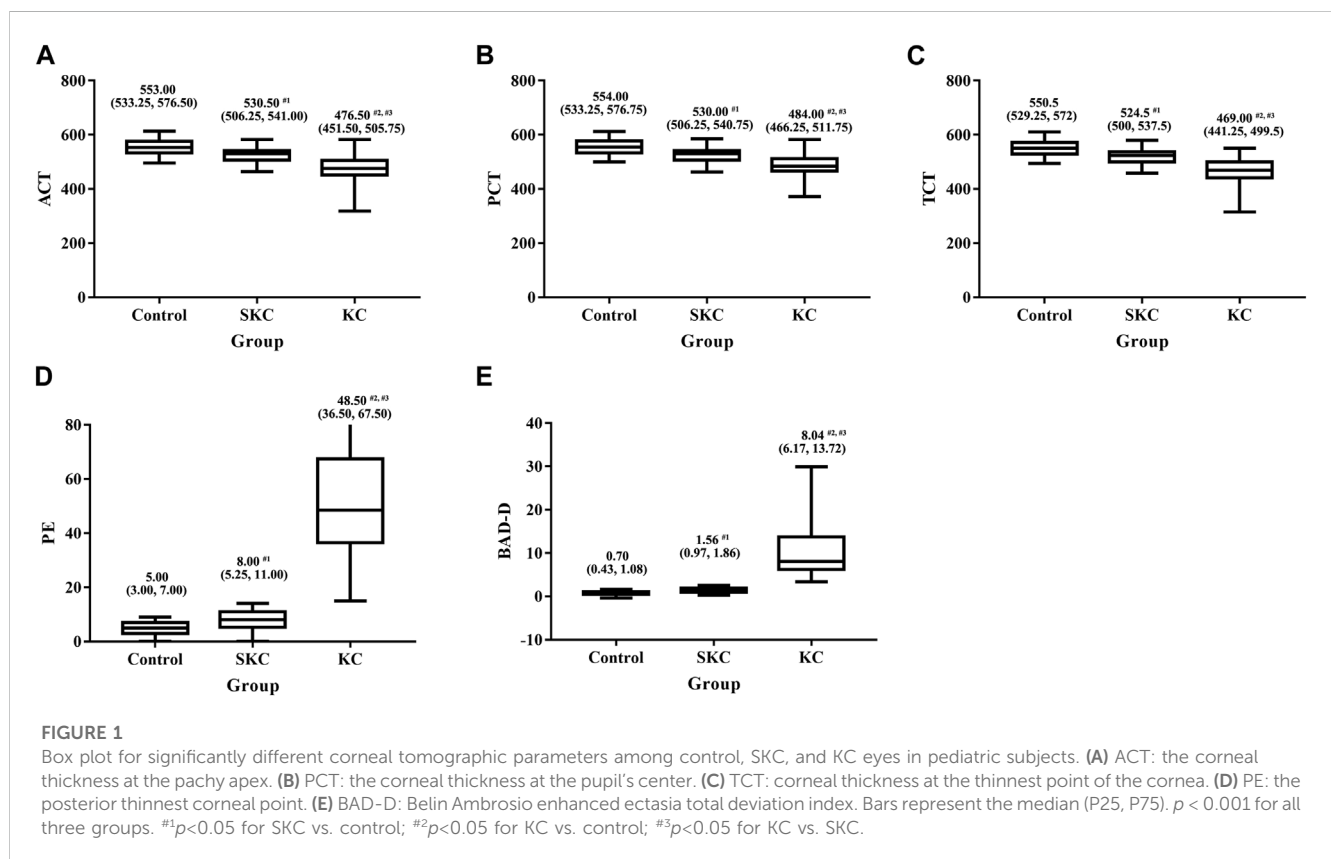 A
B
C
800
600
400
200
0
ACT
553.00
(533.25, 576.50)
530.50 #1
(506.25, 541.00)
476.50 #2, #3
(451.50, 505.75)
Control SKC KC
Group
800
600
400
200
0
PCT
554.00
(533.25, 576.75)
530.00 #1
(506.25, 540.75)
484.00 #2, #3
(466.25, 511.75)
Control SKC KC
Group
800
600
400
200
0
TCT
550.5
(529.25, 572)
524.5 #1
(500, 537.5)
469.00 #2, #3
(441.25, 499.5)
Control SKC KC
Group
D
E
80
60
40
20
0
PE
5.00
(3.00, 7.00)
8.00 #1
(5.25, 11.00)
48.50 #2, #3
(36.50, 67.50)
Control SKC KC
Group
40
30
20
10
0
-10
BAD-D
0.70
(0.43, 1.08)
1.56 #1
(0.97, 1.86)
8.04 #2, #3
(6.17, 13.72)
Control SKC KC
Group
FIGURE 1
Box plot for significantly different corneal tomographic parameters among control, SKC, and KC eyes in pediatric subjects. (A) ACT: the corneal
thickness at the pachy apex. (B) PCT: the corneal thickness at the pupil's center. (C) TCT: corneal thickness at the thinnest point of the cornea. (D) PE: the
posterior thinnest corneal point. (E) BAD-D: Belin Ambrosio enhanced ectasia total deviation index. Bars represent the median (P25, P75). p < 0.001 for all
three groups. #1p<0.05 for SKC vs. control; #2p<0.05 for KC vs. control; #3p<0.05 for KC vs. SKC.